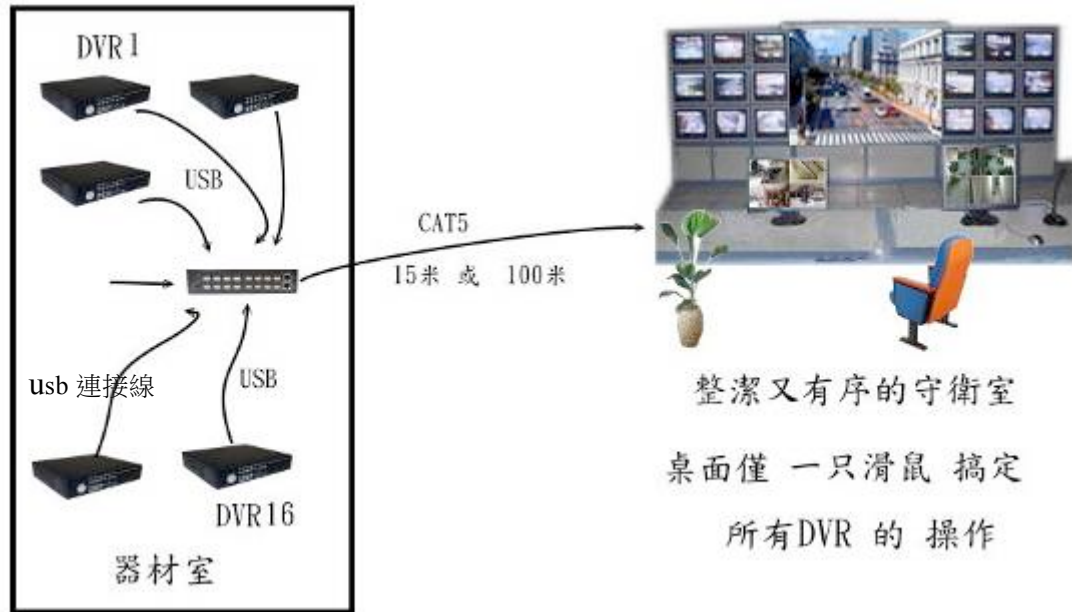 DVR1
USB
CAT5
15米 或 100米
usb 連接線
USB
DVR16
器材室
整潔又有序的守衛室
桌面僅 一只滑鼠 搞定
所有DVR 的 操作